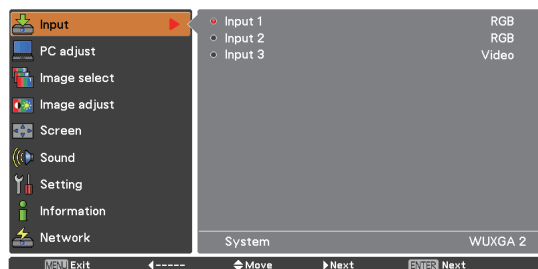 Input
PC adjust
Image select
Image adjust
Screen
Sound
Setting
Information
Network
Input 1 RGB
Input 2 RGB
Input 3 Video
System WUXGA 2
MENU Exit ◀----- Move Next ENTER Next